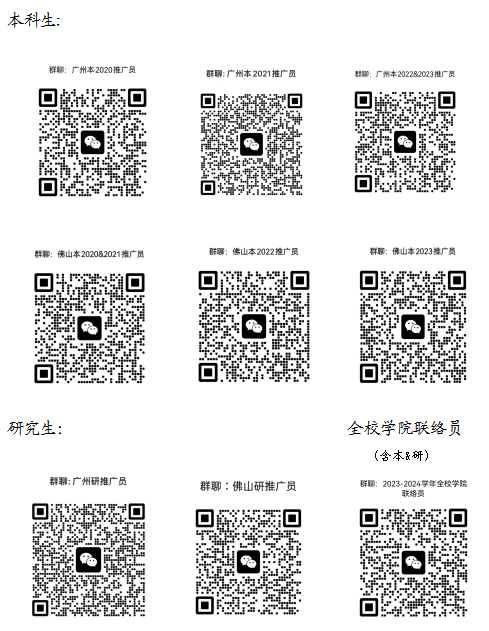 本科生:
群聊：广州本2020推广员
群聊: 广州本2021推广员
群聊：广州本2022&2023推广员
群聊：佛山本2020&2021推广员
群聊：佛山本2022推广员
群聊：佛山本2023推广员
研究生:
全校学院联络员
(含本&研)
群聊: 广州研推广员
群聊：佛山研推广员
群聊：2023-2024学年全校学院
联络员